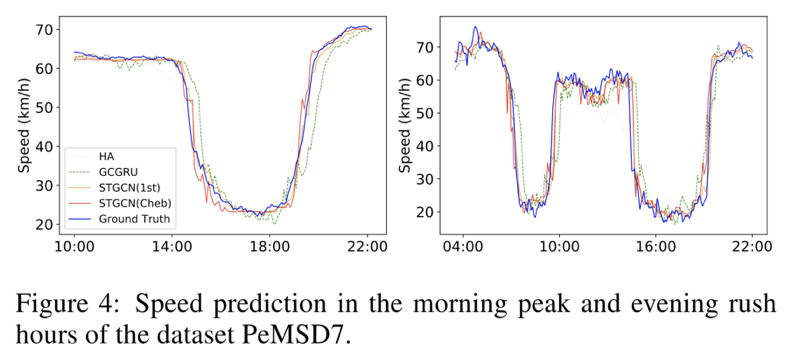 70
60
50
40
30
20
Speed (km/h)
HA
GCGRU
STGCN(1st)
STGCN(Cheb)
Ground Truth
10:00 14:00 18:00 22:00
70
60
50
40
30
20
Speed (km/h)
04:00 10:00 16:00 22:00
Figure 4: Speed prediction in the morning peak and evening rush
hours of the dataset PeMSD7.